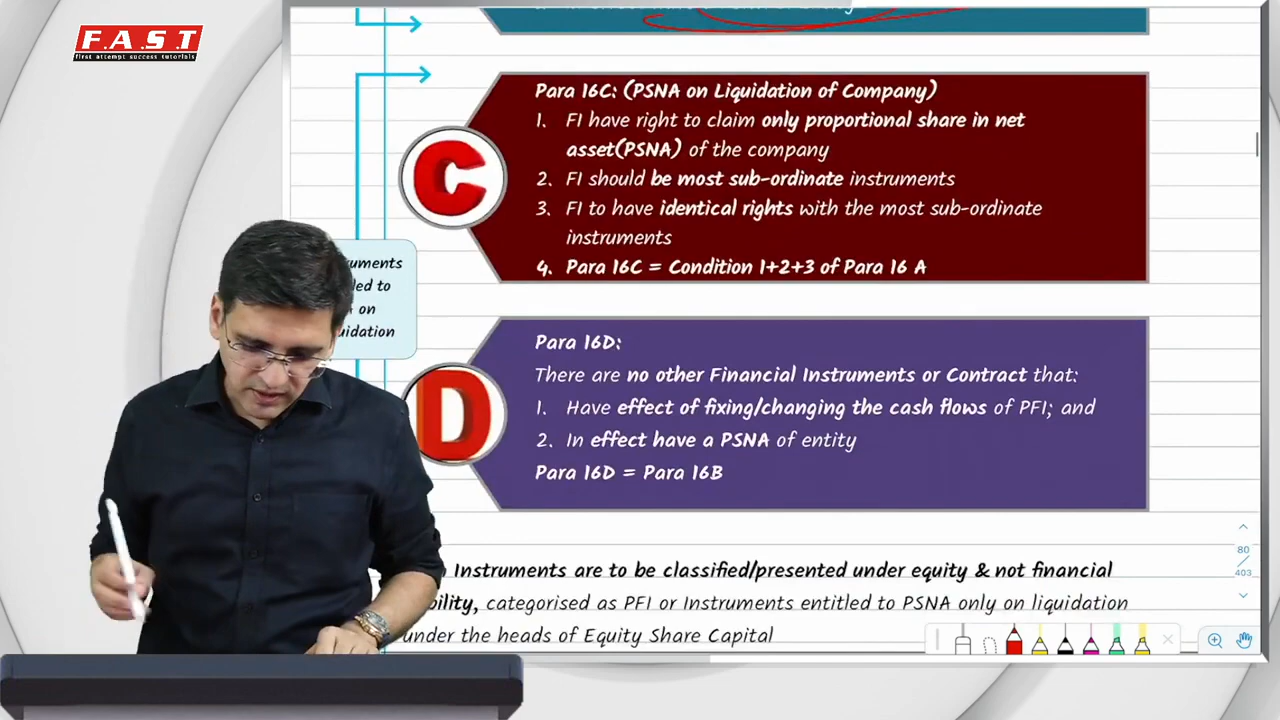 F.A.S.T
first attempt success tutorials
Para 16C: (PSNA on Liquidation of Company)
1. FI have right to claim only proportional share in net
asset(PSNA) of the company
2. FI should be most sub-ordinate instruments
3. FI to have identical rights with the most sub-ordinate
instruments
4. Para 16C = Condition 1+2+3 of Para 16 A
C
uments
led to
on
uidation
Para 16D:
There are no other Financial Instruments or Contract that:
1. Have effect of fixing/changing the cash flows of PFI; and
2. In effect have a PSNA of entity
Para 16D = Para 16B
D
Instruments are to be classified/presented under equity & not financial
bility, categorised as PFI or Instruments entitled to PSNA only on liquidation
under the heads of Equity Share Capital
80
403